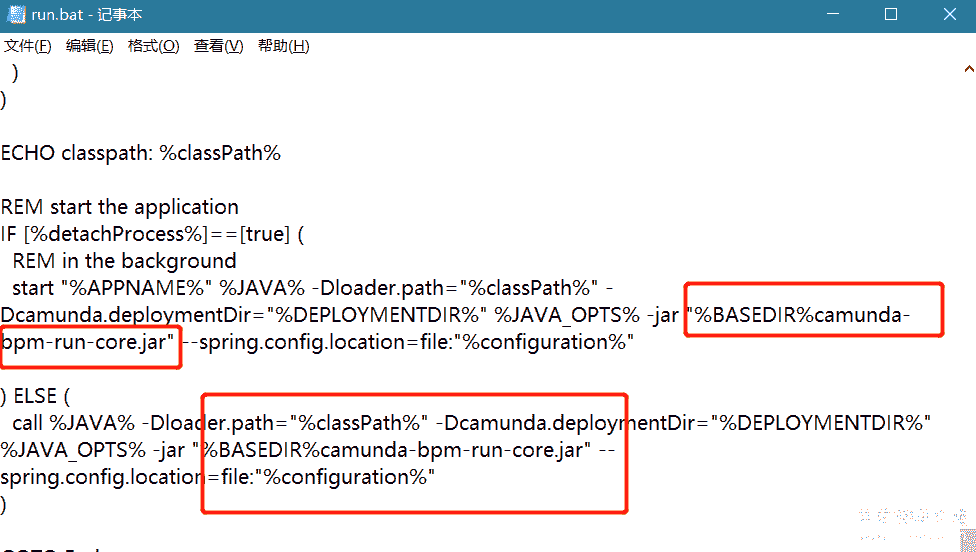 run.bat - 记事本
文件(F) 编辑(E) 格式(O) 查看(V) 帮助(H)
)
)
ECHO classpath: %classPath%
REM start the application
IF [%detachProcess%]==[true] (
REM in the background
start "%APPNAME%" %JAVA% -Dloader.path="%classPath%" -
Dcamunda.deploymentDir="%DEPLOYMENTDIR%" %JAVA_OPTS% -jar "%BASEDIR%camunda-
bpm-run-core.jar" --spring.config.location=file:"%configuration%"
) ELSE (
call %JAVA% -Dloader.path="%classPath%" -Dcamunda.deploymentDir="%DEPLOYMENTDIR%"
%JAVA_OPTS% -jar "%BASEDIR%camunda-bpm-run-core.jar" --
spring.config.location=file:"%configuration%"
)